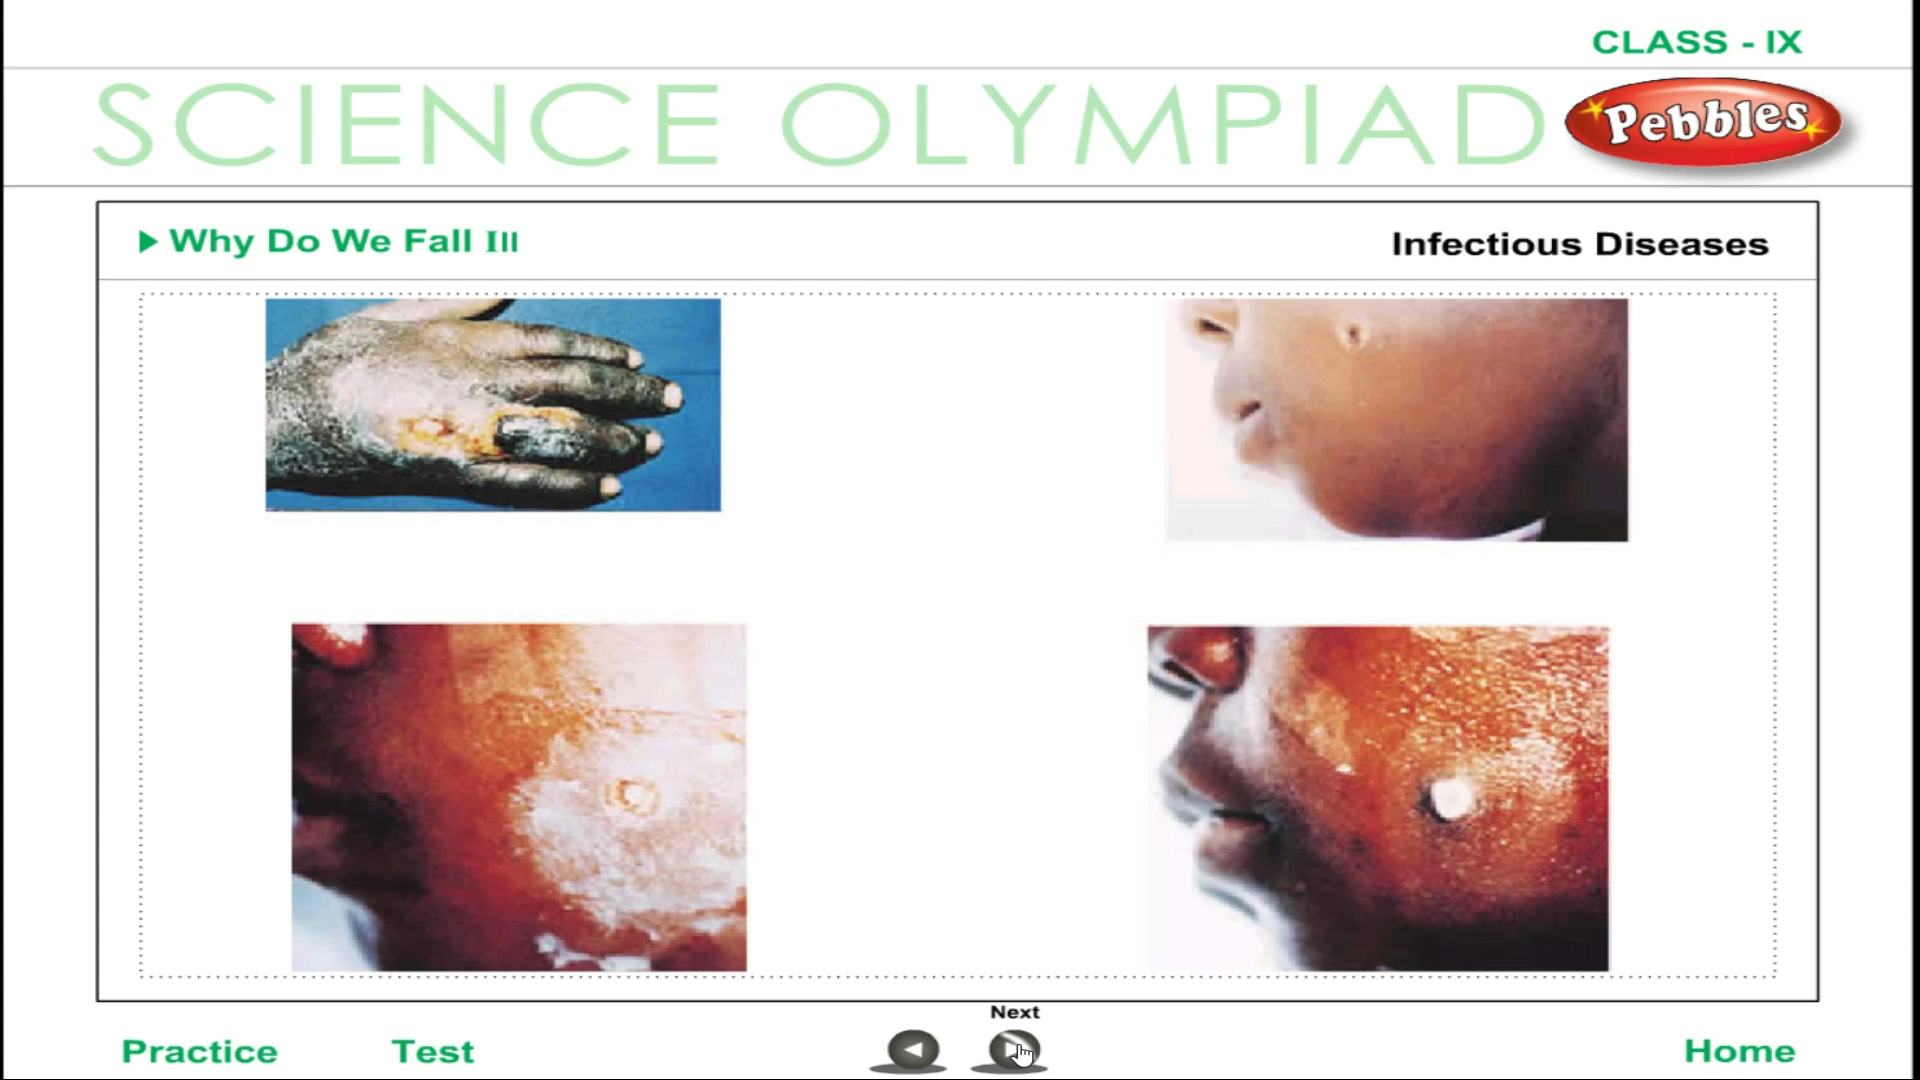 CLASS - IX
SCIENCE OLYMPIAD
Pebbles
Why Do We Fall Ill
Infectious Diseases
Next
Practice
Test
Home